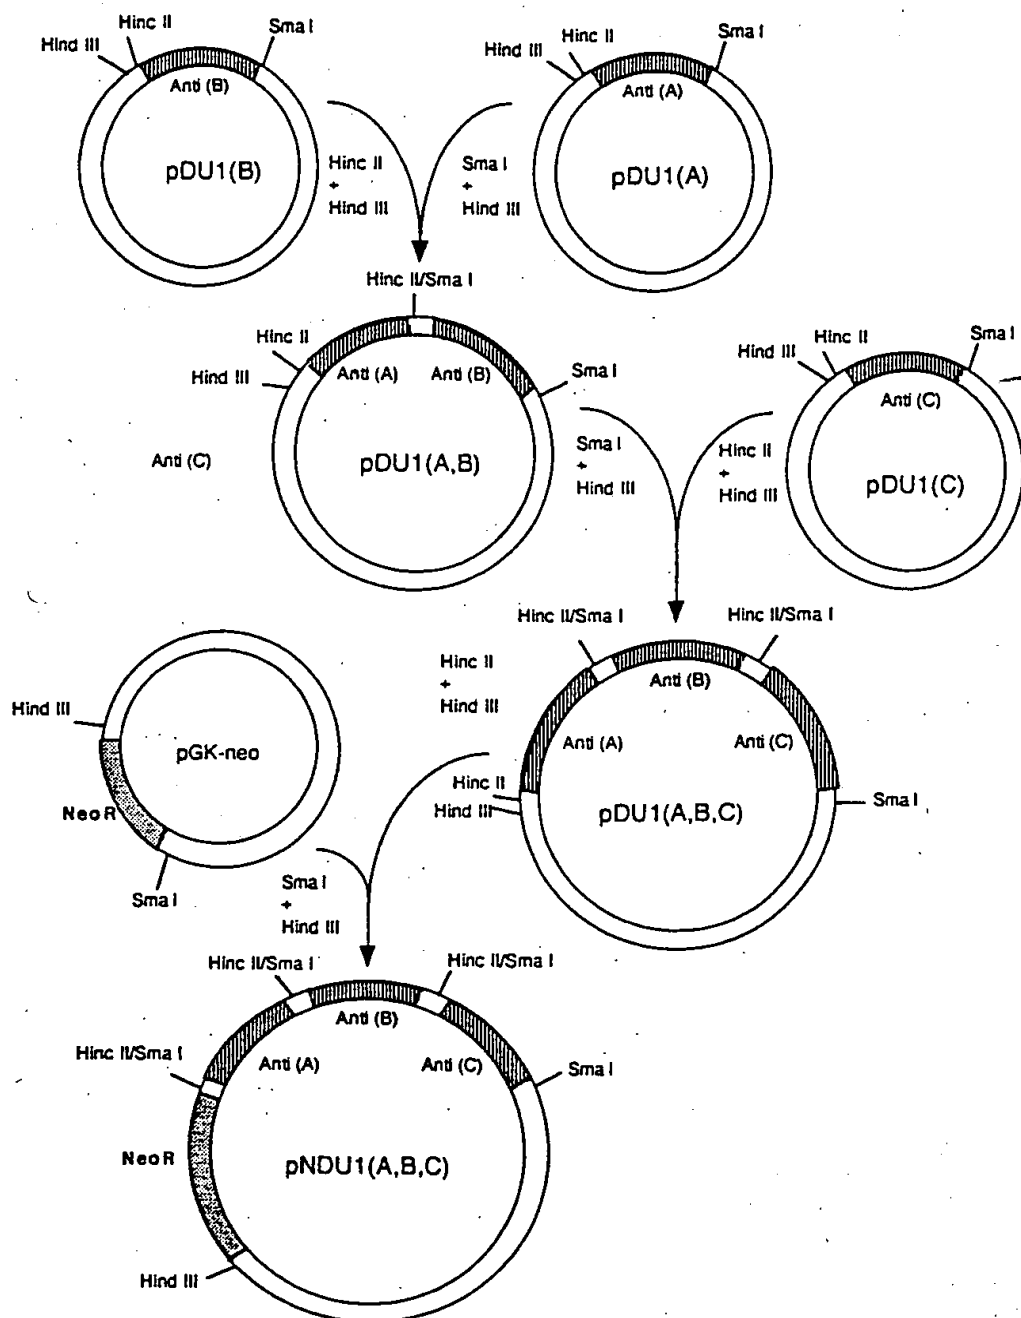 Hinc II
Sma I
Hind III
Anti (B)
pDU1(B)
Hinc II
Sma I
Hind III
Anti (A)
pDU1(A)
Hinc II
+
Hind III
Sma I
+
Hind III
Hinc II/Sma I
Hinc II
Hind III
Anti (A)
Anti (B)
Sma I
pDU1(A,B)
Anti (C)
Sma I
+
Hind III
Hinc II
+
Hind III
Hinc II
Hind III
Sma I
Anti (C)
pDU1(C)
Hinc II/Sma I
Hinc II/Sma I
Hinc II
+
Hind III
Anti (B)
Anti (A)
Anti (C)
Hinc II
Hind III
Sma I
pDU1(A,B,C)
Hind III
pGK-neo
NeoR
Sma I
Sma I
+
Hind III
Hinc II/Sma I
Hinc II/Sma I
Anti (B)
Hinc II/Sma I
Anti (A)
Anti (C)
Sma I
NeoR
pNDU1(A,B,C)
Hind III